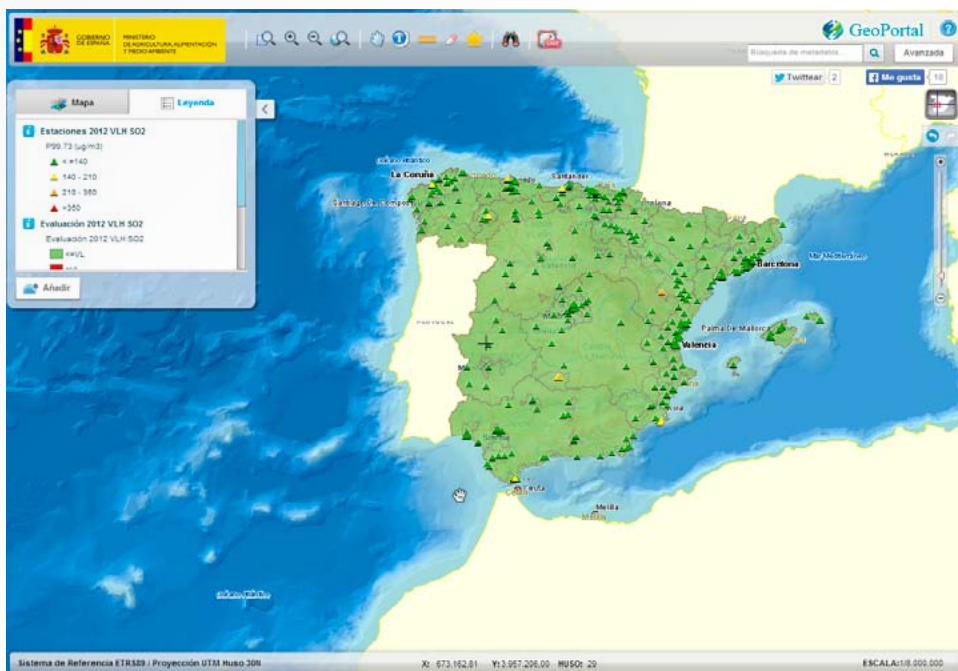 GOBIERNO
DE ESPAÑA
MINISTERIO
DE AGRICULTURA, ALIMENTACIÓN
Y MEDIO AMBIENTE
GeoPortal
Búsqueda de metadatos...
Avanzada
Twittear
2
Me gusta
Mapa
Leyenda
Estaciones 2012 VLH SO2
P99.73 (ug/m3)
<=140
140 - 210
210 - 350
>350
Evaluación 2012 VLH SO2
Evaluación 2012 VLH SO2
<=VL
Añadir
La Coruña
Santander
Barcelona
Mar Mediterráneo
Palma De Mallorca
Valencia
Ceuta
Melilla
Océano Atlántico
Sistema de Referencia ETRS89 / Proyección UTM Huso 30N
X: 673.162,81 Y: 3.957.206,00 HUSO: 29
ESCALA:1/8.000.000